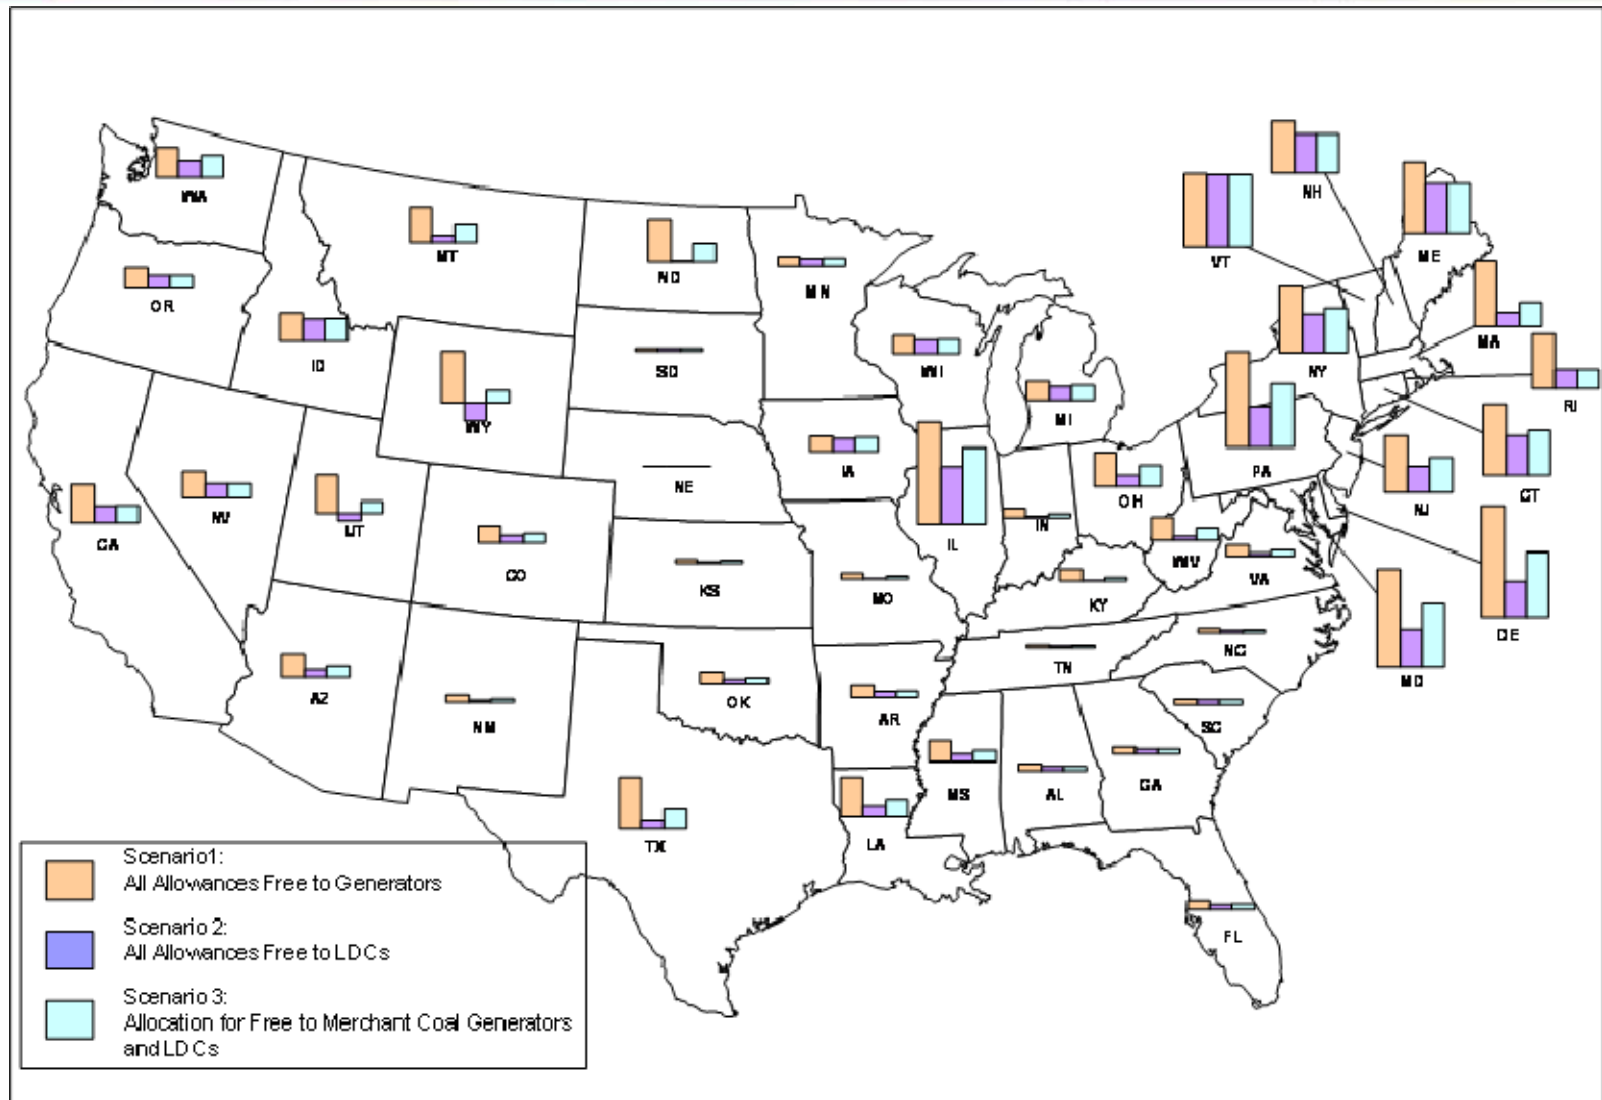 WA
OR
CA
NV
ID
MT
WY
UT
CO
AZ
NM
ND
SD
NE
KS
OK
TX
MN
IA
MO
AR
LA
WI
IL
MI
IN
OH
KY
TN
MS
AL
GA
FL
SC
NC
VA
WV
PA
NY
VT
NH
ME
MA
RI
CT
NJ
DE
MD
Scenario1:
All Allowances Free to Generators
Scenario 2:
All Allowances Free to LDCs
Scenario 3:
Allocation for Free to Merchant Coal Generators
and LDCs